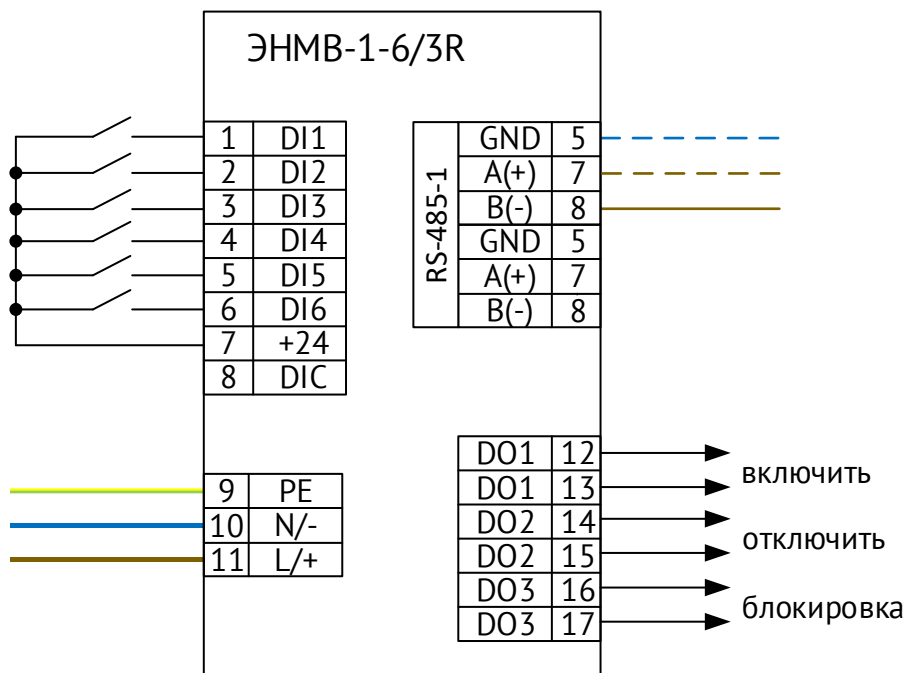 ЭНМВ-1-6/3R
1 DI1
2 DI2
3 DI3
4 DI4
5 DI5
6 DI6
7 +24
8 DIC
9 PE
10 N/-
11 L/+
RS-485-1
GND 5
A(+) 7
B(-) 8
GND 5
A(+) 7
B(-) 8
DO1 12
DO1 13
DO2 14
DO2 15
DO3 16
DO3 17
включить
отключить
блокировка